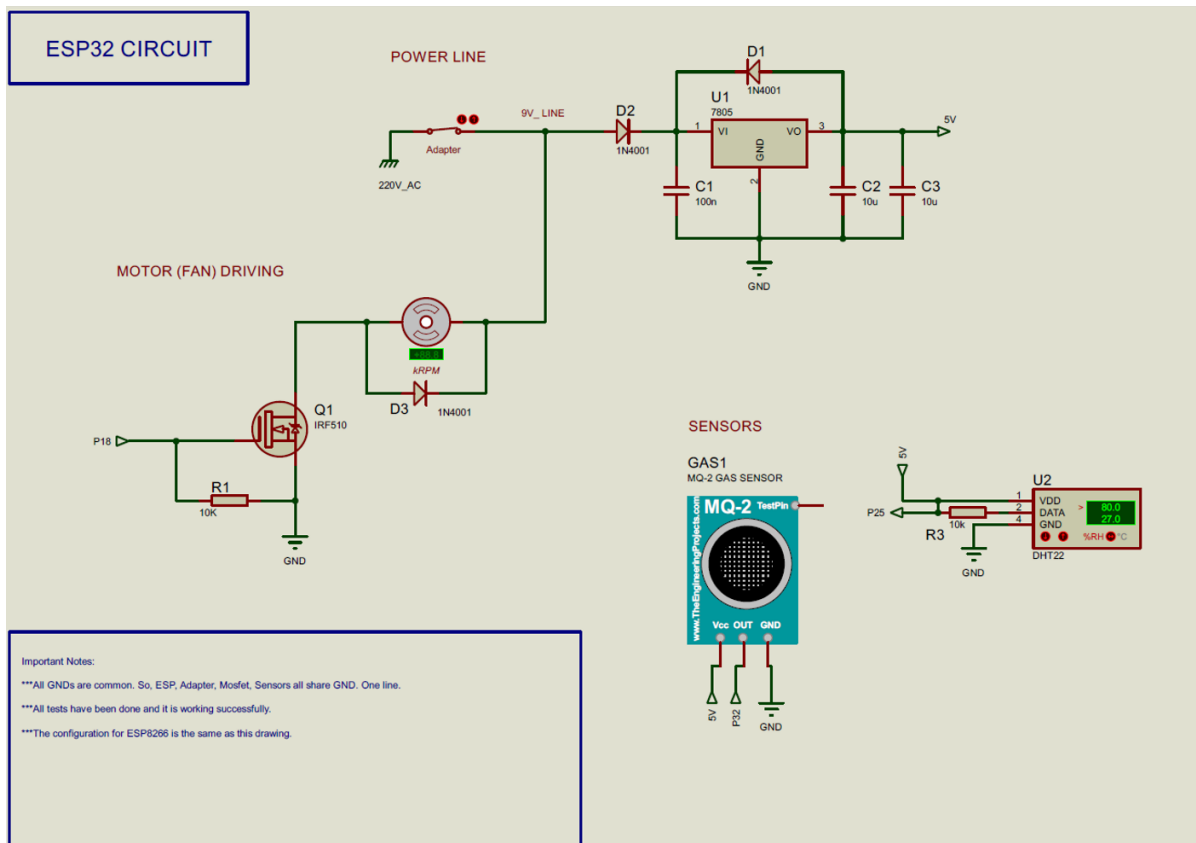 ESP32 CIRCUIT
POWER LINE
Adapter
220V_AC
9V_ LINE
D2
1N4001
D1
1N4001
U1
7805
1
VI
VO
3
GND
2
C1
100n
C2
10u
C3
10u
5V
GND
MOTOR (FAN) DRIVING
kRPM
D3
1N4001
Q1
IRF510
P18
R1
10K
GND
SENSORS
GAS1
MQ-2 GAS SENSOR
MQ-2
TestPin
www.TheEngineeringProjects.com
Vcc OUT GND
5V
P32
GND
5V
P25
R3
10k
GND
U2
1
VDD
2
DATA
4
GND
>
80.0
27.0
%RH
°C
DHT22
Important Notes:
***All GNDs are common. So, ESP, Adapter, Mosfet, Sensors all share GND. One line.
***All tests have been done and it is working successfully.
***The configuration for ESP8266 is the same as this drawing.